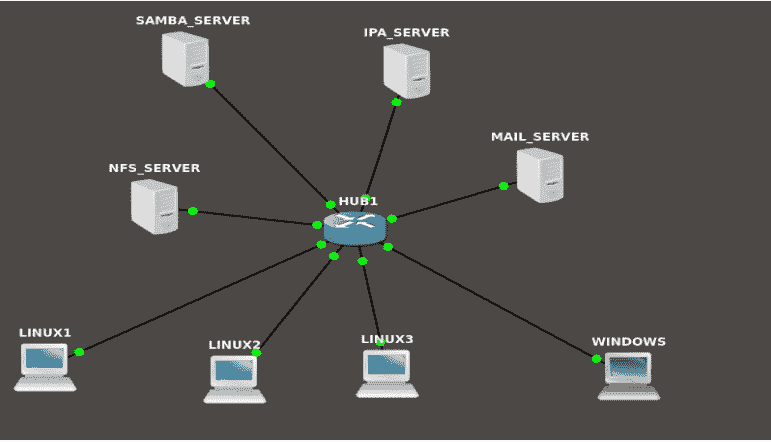 SAMBA_SERVER
IPA_SERVER
MAIL_SERVER
NFS_SERVER
HUB1
LINUX1
LINUX2
LINUX3
WINDOWS